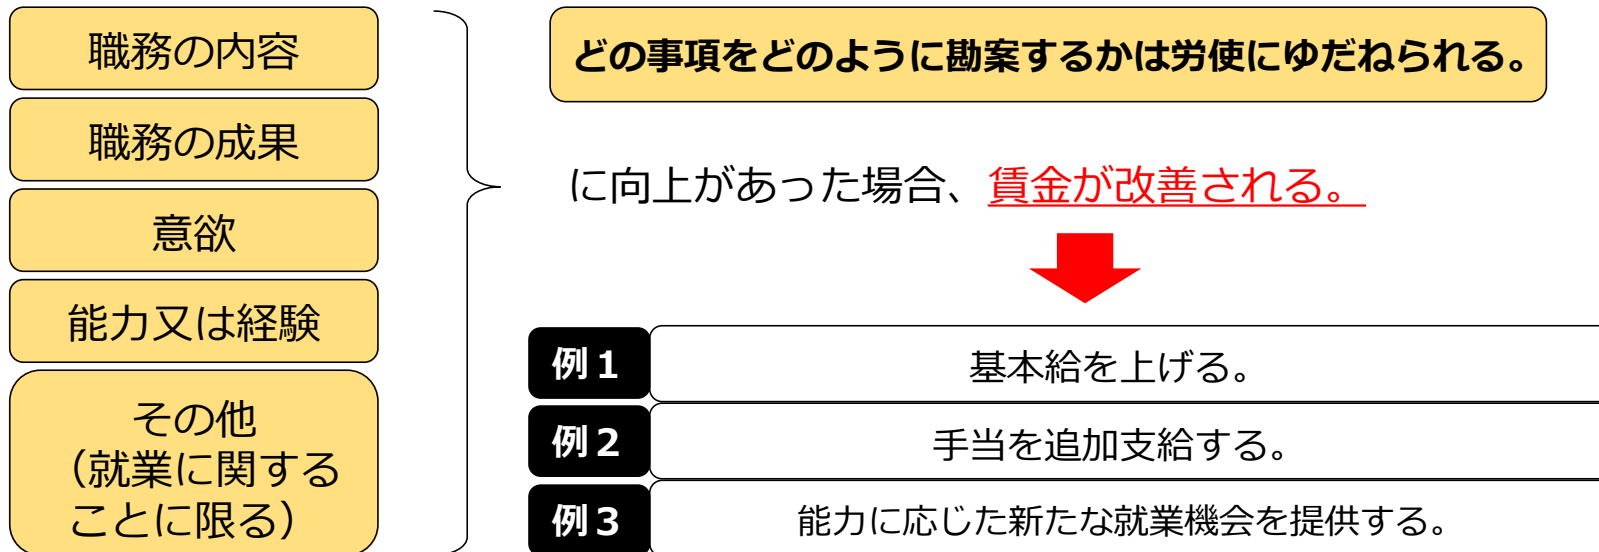 職務の内容
職務の成果
意欲
能力又は経験
その他
（就業に関する
ことに限る）
どの事項をどのように勘案するかは労使にゆだねられる。
に向上があった場合、賃金が改善される。
例１ 基本給を上げる。
例２ 手当を追加支給する。
例３ 能力に応じた新たな就業機会を提供する。